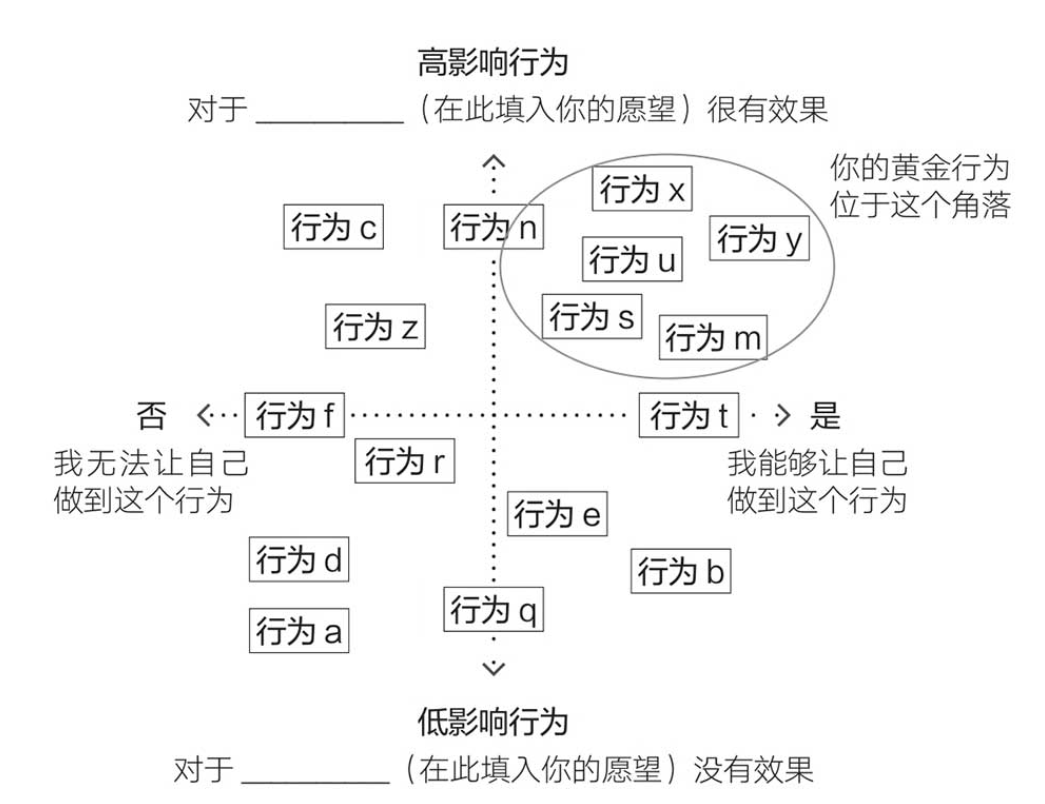 高影响行为
对于 _________ （在此填入你的愿望）很有效果
你的黄金行为
位于这个角落
行为 x
行为 c
行为 n
行为 y
行为 u
行为 s
行为 z
行为 m
否
行为 f
行为 t
是
我无法让自己
做到这个行为
行为 r
我能够让自己
做到这个行为
行为 e
行为 d
行为 b
行为 q
行为 a
低影响行为
对于 _________ （在此填入你的愿望）没有效果